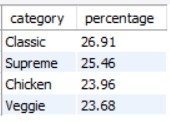 category percentage
Classic 26.91
Supreme 25.46
Chicken 23.96
Veggie 23.68